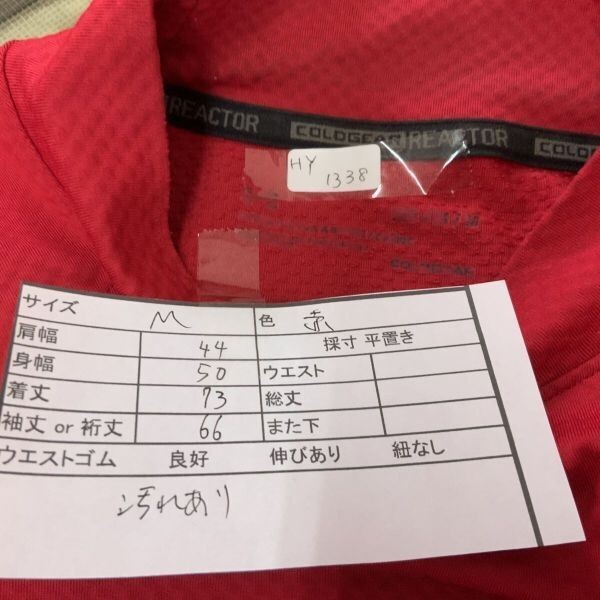 REACTOR COLDGEAR REACTOR COLDGEAR
HY
1338
COLDGEAR
サイズ M 色 赤
肩幅 44 採寸 平置き
身幅 50 ウエスト
着丈 73 総丈
袖丈 or 裄丈 66 また下
ウエストゴム 良好 伸びあり 紐なし
汚れあり